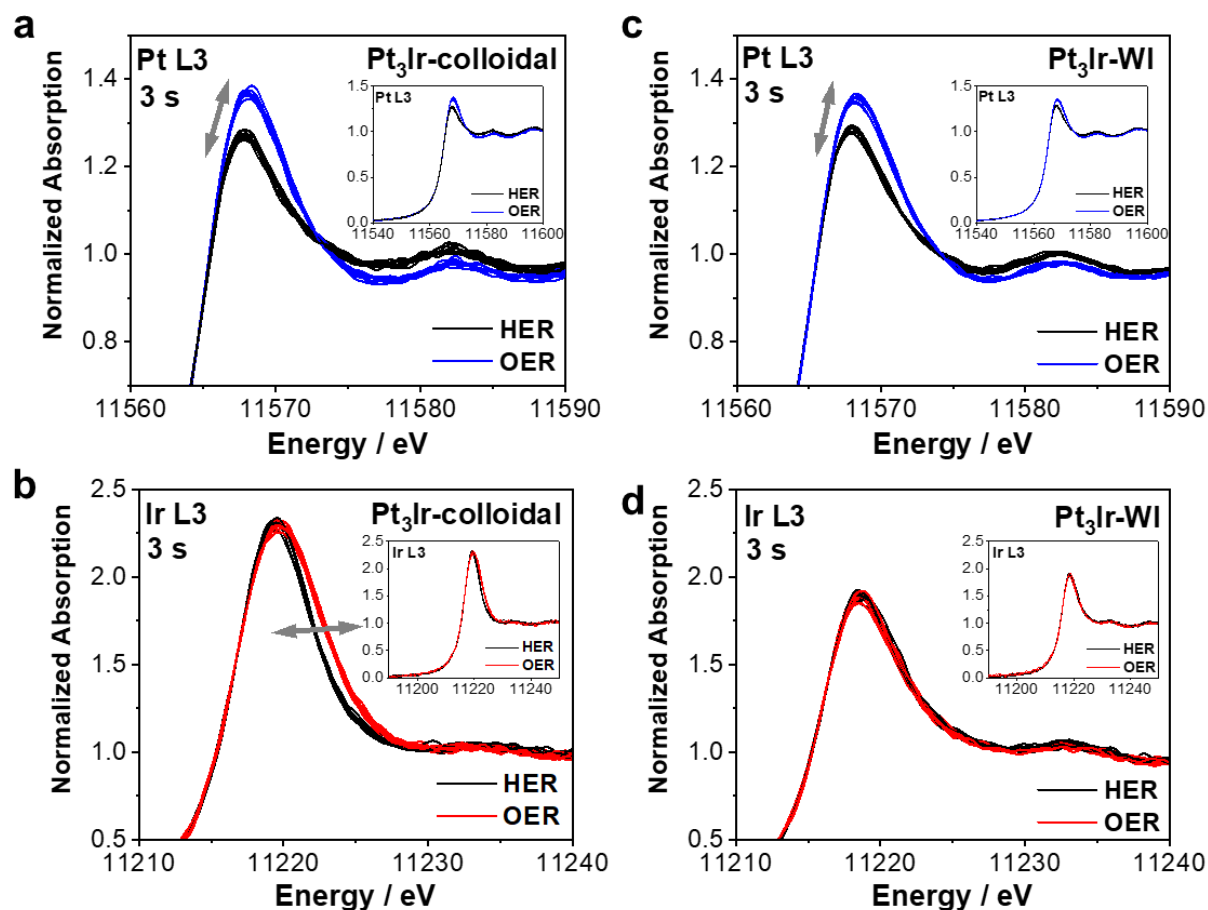 a
Pt L3
3 s
Pt₃Ir-colloidal
Normalized Absorption
1.4
1.2
1.0
0.8
11560 11570 11580 11590
Energy / eV
HER
OER
Pt L3
1.5
1.0
0.5
0.0
11540 11560 11580 11600
HER
OER
c
Pt L3
3 s
Pt₃Ir-WI
Normalized Absorption
1.4
1.2
1.0
0.8
11560 11570 11580 11590
Energy / eV
HER
OER
Pt L3
1.5
1.0
0.5
0.0
11540 11560 11580 11600
HER
OER
b
Ir L3
3 s
Pt₃Ir-colloidal
Normalized Absorption
2.5
2.0
1.5
1.0
0.5
11210 11220 11230 11240
Energy / eV
HER
OER
Ir L3
2.5
2.0
1.5
1.0
0.5
0.0
11200 11220 11240
HER
OER
d
Ir L3
3 s
Pt₃Ir-WI
Normalized Absorption
2.5
2.0
1.5
1.0
0.5
11210 11220 11230 11240
Energy / eV
HER
OER
Ir L3
2.5
2.0
1.5
1.0
0.5
0.0
11200 11220 11240
HER
OER